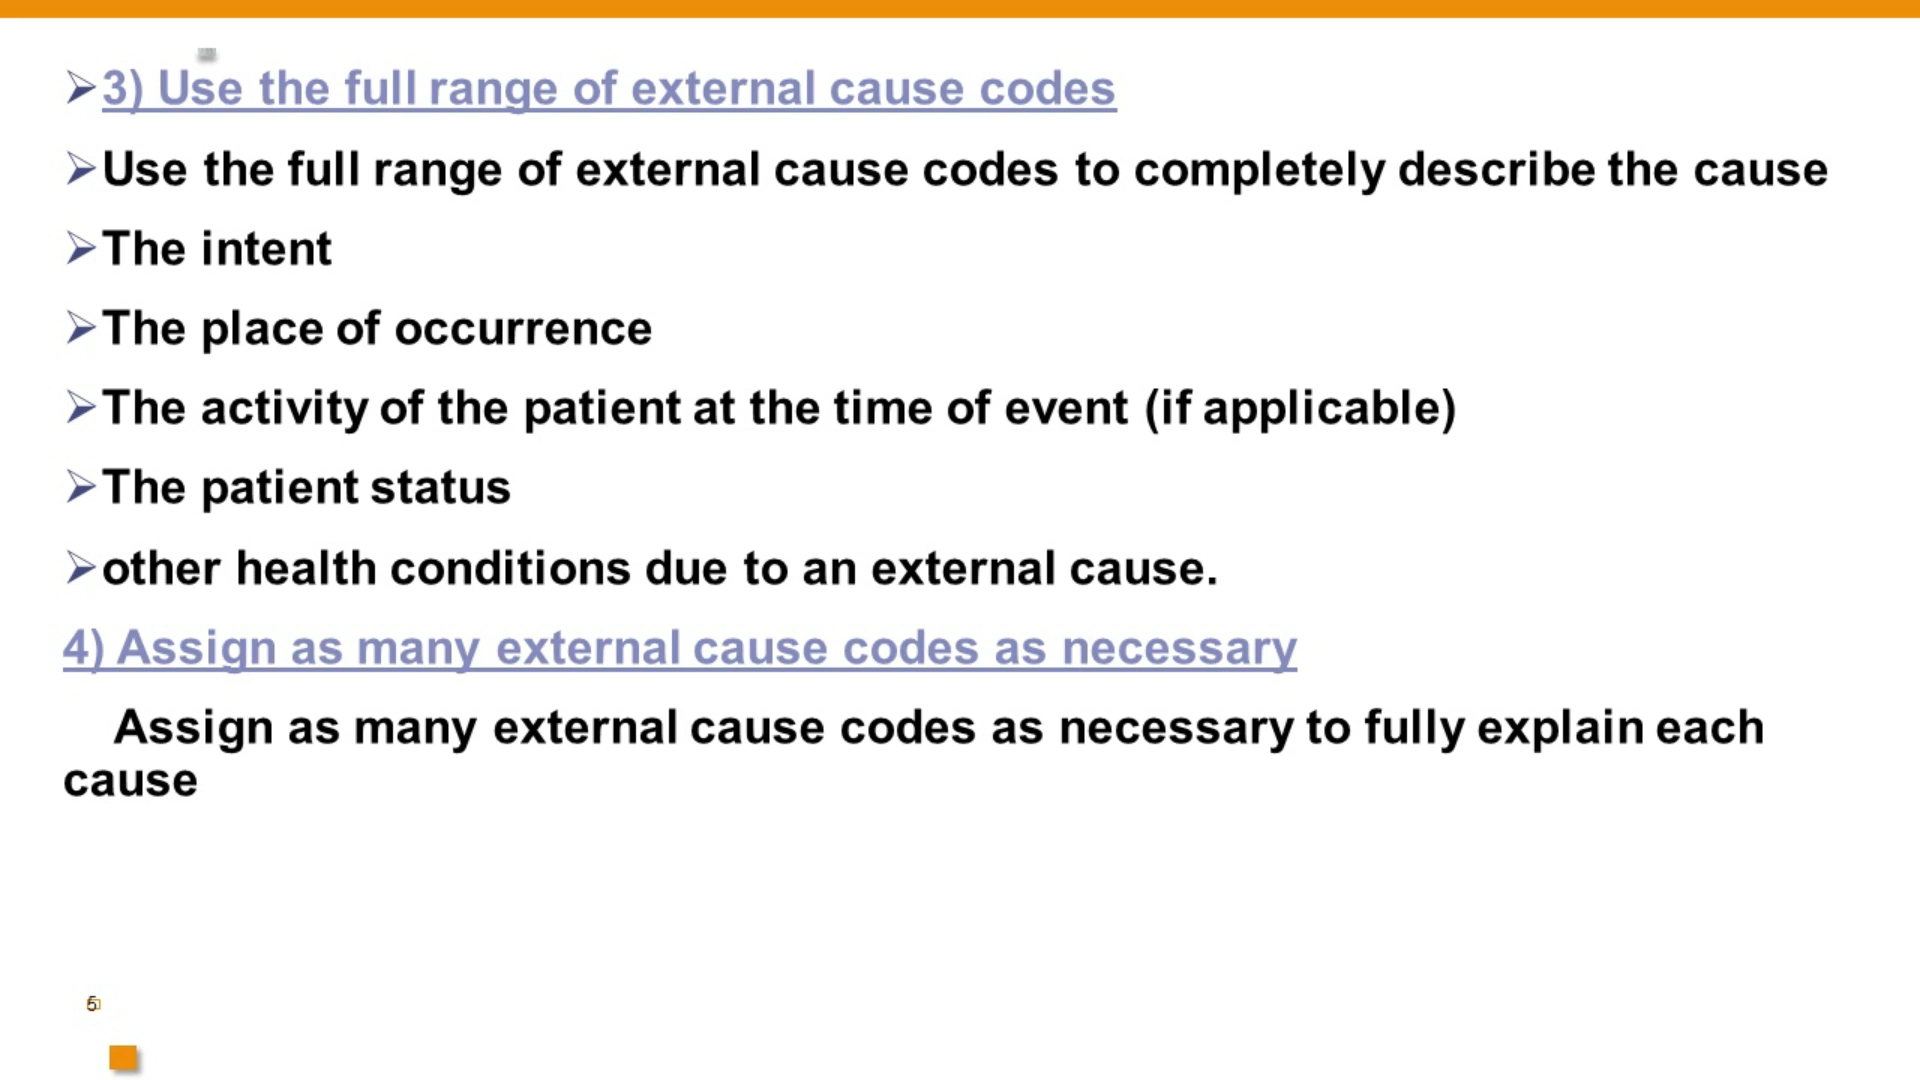 3) Use the full range of external cause codes
Use the full range of external cause codes to completely describe the cause
The intent
The place of occurrence
The activity of the patient at the time of event (if applicable)
The patient status
other health conditions due to an external cause.
4) Assign as many external cause codes as necessary
Assign as many external cause codes as necessary to fully explain each
cause